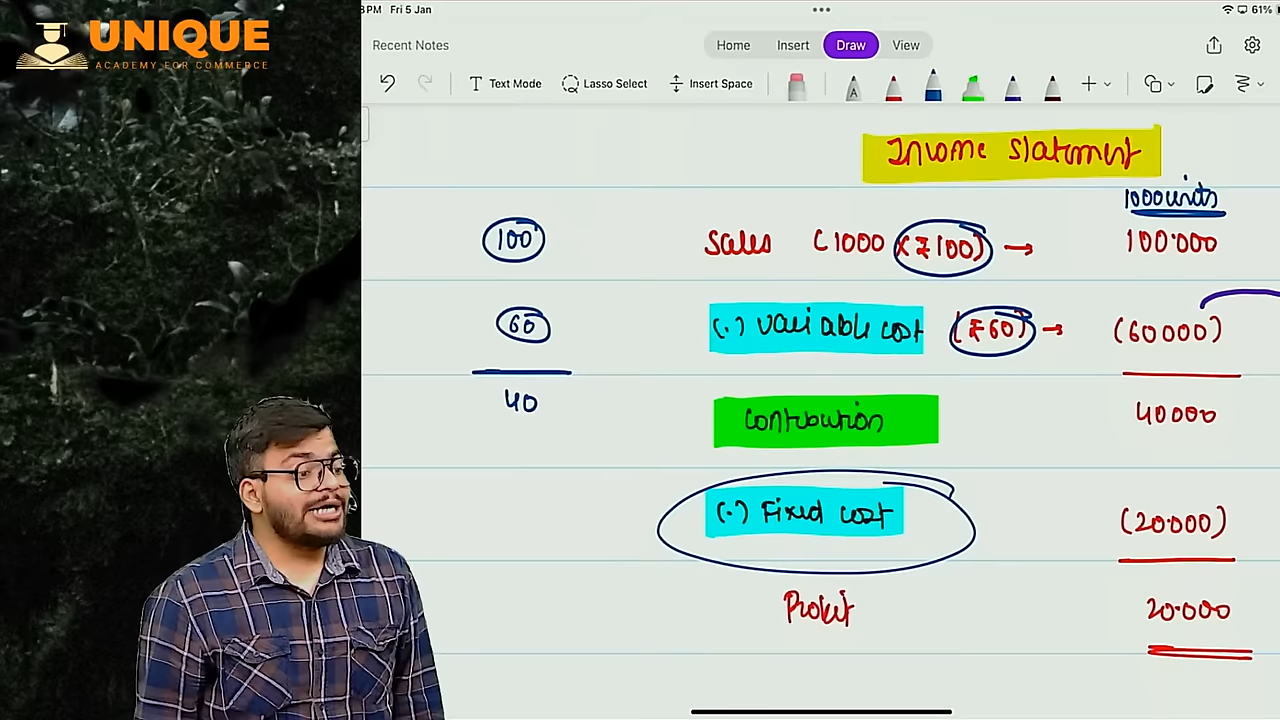 UNIQUE
ACADEMY FOR COMMERCE
PM Fri 5 Jan
61%
Recent Notes
Home Insert Draw View
Text Mode Lasso Select Insert Space
A
Income statement
1000 units
100 Sales (1000 x ₹100) → 100.000
60 (-) variable cost (₹60) → (60000)
40 contribution 40000
(-) Fixed cost (20.000)
Profit 20.000